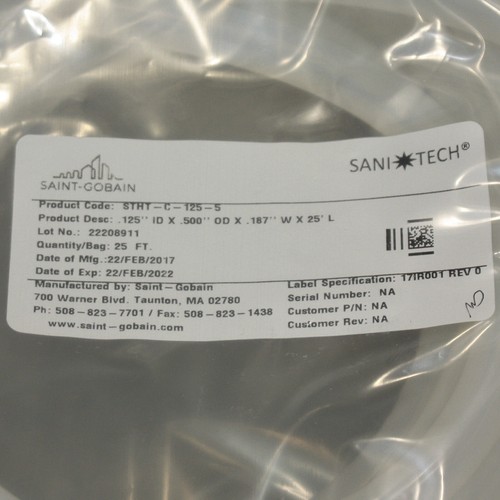 SAINT-GOBAIN
SANI TECH®
Product Code: STHT-C-125-5
Product Desc: .125'' ID X .500'' OD X .187'' W X 25' L
Lot No.: 22208911
Quantity/Bag: 25 FT.
Date of Mfg.:22/FEB/2017
Date of Exp: 22/FEB/2022
Manufactured by: Saint-Gobain
700 Warner Blvd. Taunton, MA 02780
Ph: 508-823-7701 / Fax: 508-823-1438
www.saint-gobain.com
Label Specification: 17IR001 REV 0
Serial Number: NA
Customer P/N: NA
Customer Rev: NA